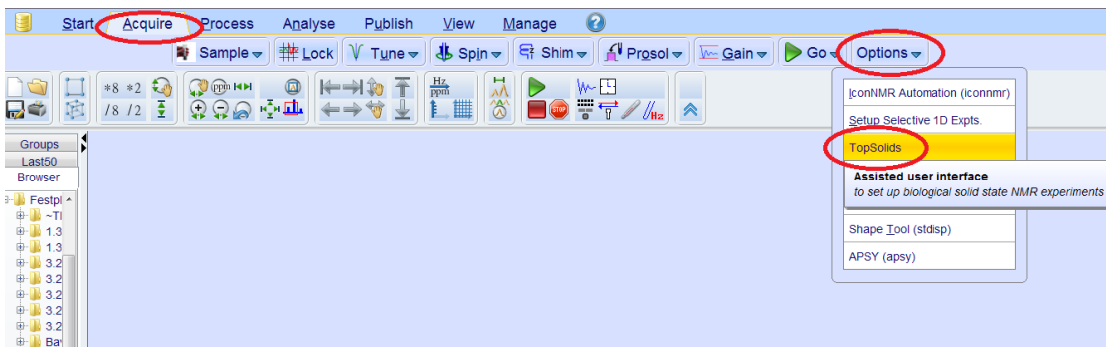 Start Acquire Process Analyse Publish View Manage ?
Sample Lock Tune Spin Shim Prosol Gain Go Options
*8 *2 ppm Hz ppm
/8 /2 STOP Hz
Groups
Last50
Browser
Festpl
~TI
1.3
1.3
3.2
3.2
3.2
3.2
3.2
IconNMR Automation (iconnmr)
Setup Selective 1D Expts.
TopSolids
Assisted user interface
to set up biological solid state NMR experiments
Shape Tool (stdisp)
APSY (apsy)